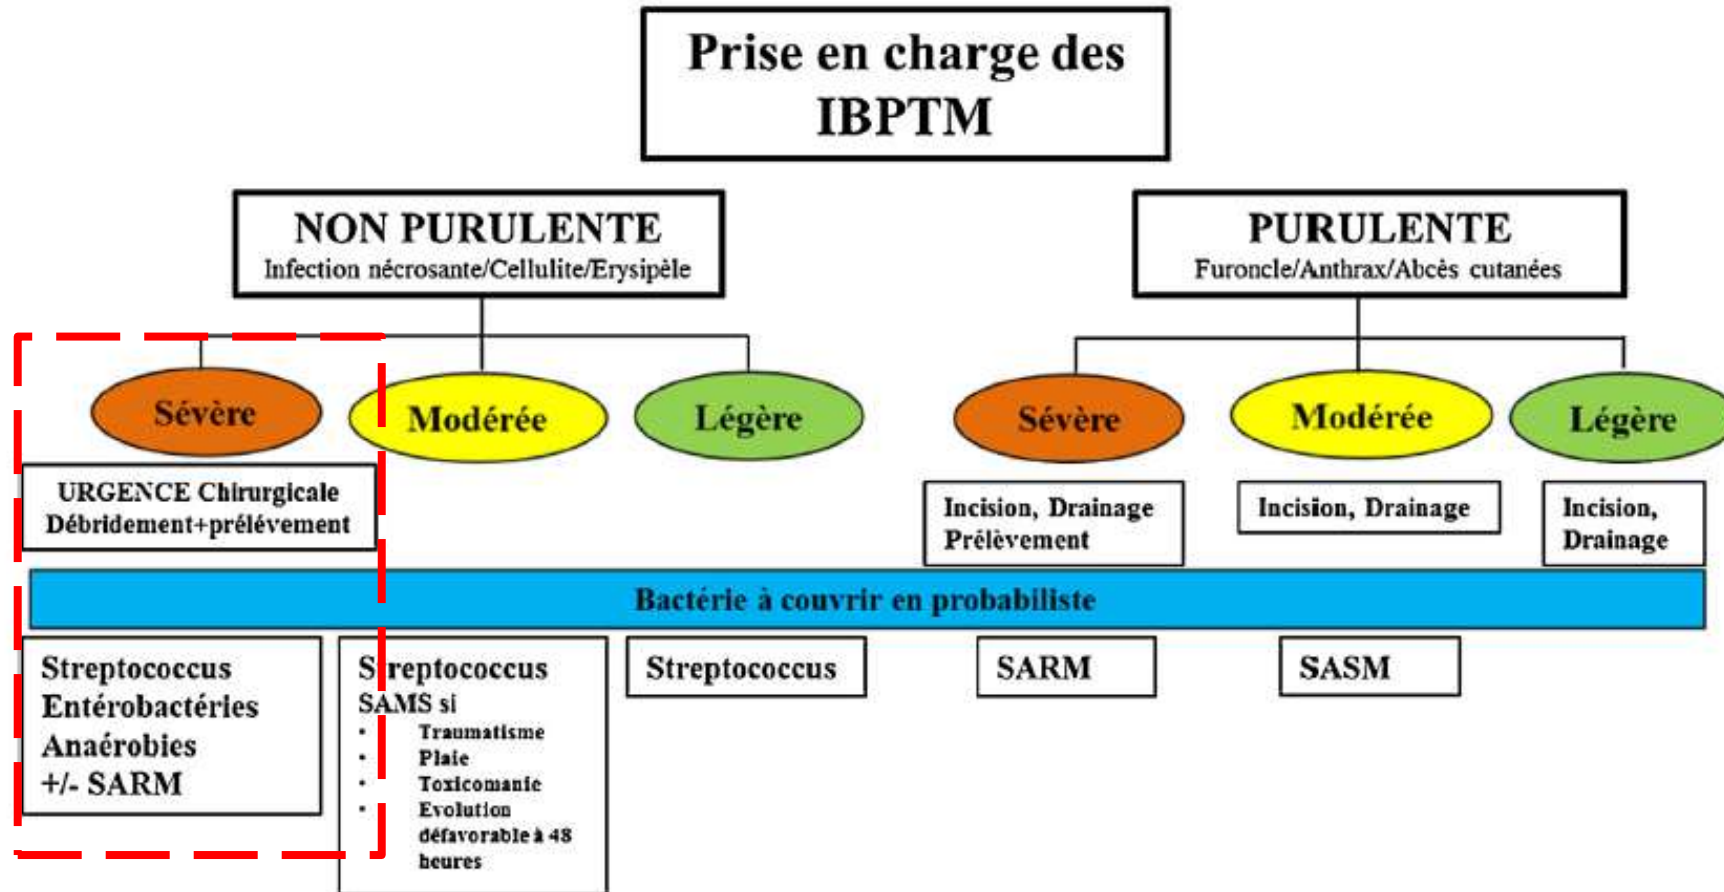 Prise en charge des
IBPTM
NON PURULENTE
Infection nécrosante/Cellulite/Erysipèle
PURULENTE
Furoncle/Anthrax/Abcès cutanées
Sévère
Modérée
Légère
Sévère
Modérée
Légère
URGENCE Chirurgicale
Débridement+prélévement
Incision, Drainage
Prélèvement
Incision, Drainage
Incision,
Drainage
Bactérie à couvrir en probabiliste
Streptococcus
Entérobactéries
Anaérobies
+/- SARM
Streptococcus
SAMS si
• Traumatisme
• Plaie
• Toxicomanie
• Evolution
défavorable à 48
heures
Streptococcus
SARM
SASM